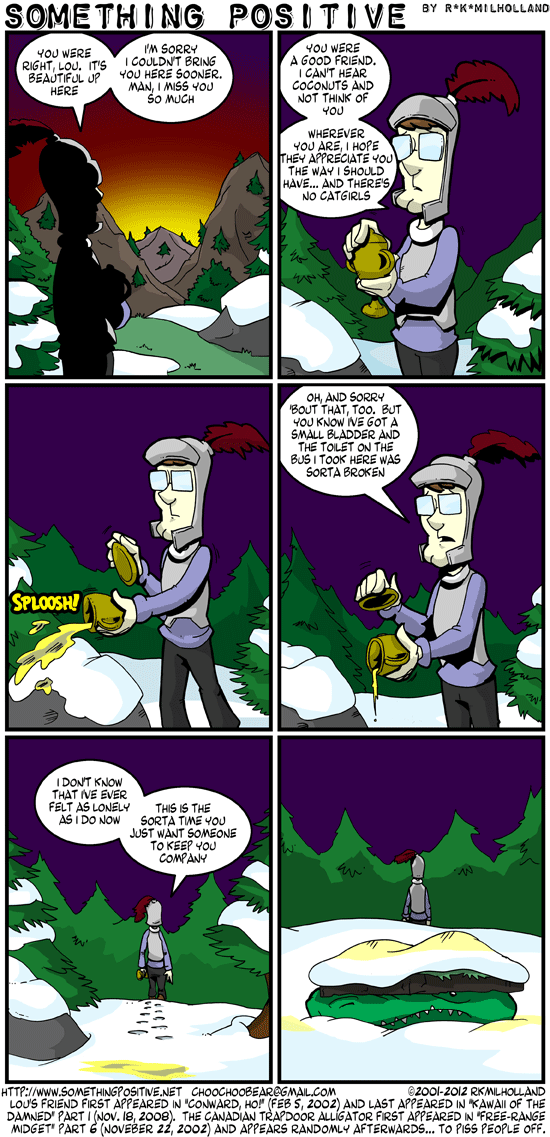 SOMETHING POSITIVE BY R*K*MILHOLLAND
YOU WERE
RIGHT, LOU. IT'S
BEAUTIFUL UP
HERE
I'M SORRY
I COULDN'T BRING
YOU HERE SOONER.
MAN, I MISS YOU
SO MUCH
YOU WERE
A GOOD FRIEND.
I CAN'T HEAR
COCONUTS AND
NOT THINK OF
YOU
WHEREVER
YOU ARE, I HOPE
THEY APPRECIATE YOU
THE WAY I SHOULD
HAVE... AND THERE'S
NO CATGIRLS
SPLOOSH!
OH, AND SORRY
'BOUT THAT, TOO. BUT
YOU KNOW I'VE GOT A
SMALL BLADDER AND
THE TOILET ON THE
BUS I TOOK HERE WAS
SORTA BROKEN
I DON'T KNOW
THAT I'VE EVER
FELT AS LONELY
AS I DO NOW
THIS IS THE
SORTA TIME YOU
JUST WANT SOMEONE
TO KEEP YOU
COMPANY
HTTP://WWW.SOMETHINGPOSITIVE.NET CHOOCHOOBEAR@GMAIL.COM ©2001-2012 RKMILHOLLAND
LOU'S FRIEND FIRST APPEARED IN "CONWARD, HO!" (FEB 5, 2002) AND LAST APPEARED IN "KAWAII OF THE
DAMNED" PART 1 (NOV. 18, 2008). THE CANADIAN TRAPDOOR ALLIGATOR FIRST APPEARED IN "FREE-RANGE
MIDGET" PART 6 (NOVEBER 22, 2002) AND APPEARS RANDOMLY AFTERWARDS... TO PISS PEOPLE OFF.